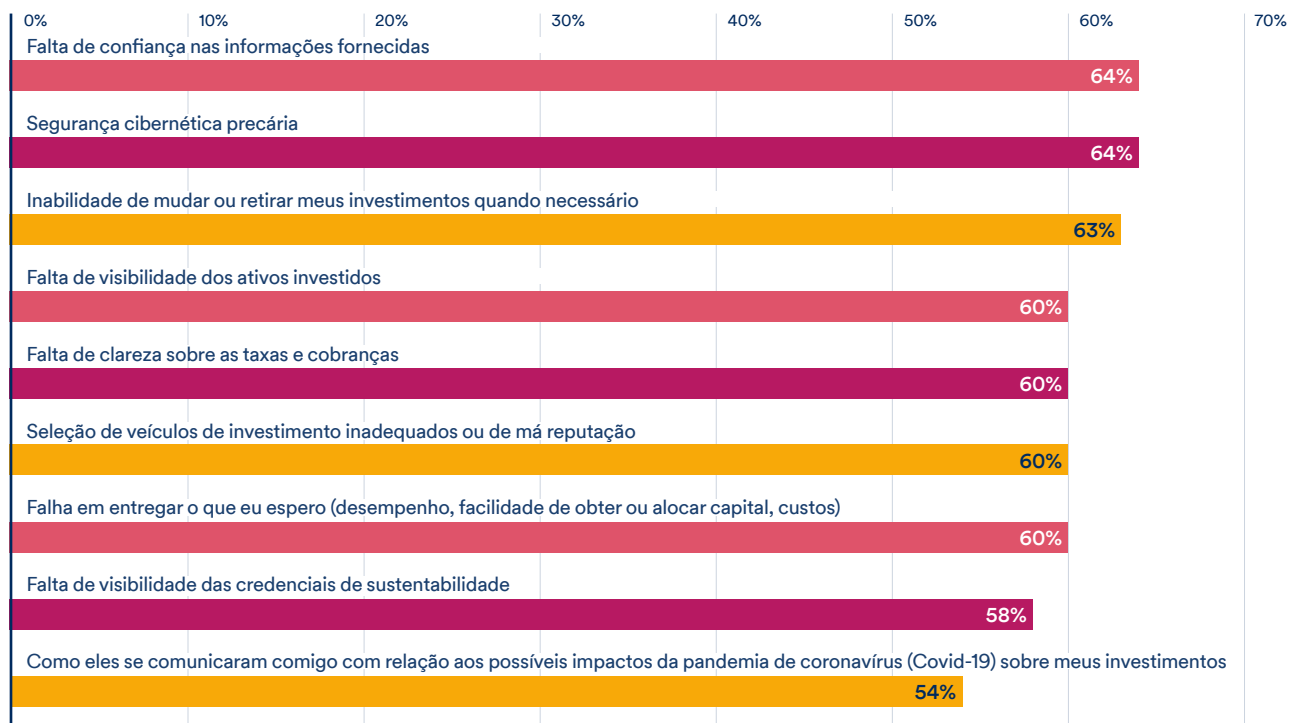 0% 10% 20% 30% 40% 50% 60% 70%
Falta de confiança nas informações fornecidas
64%
Segurança cibernética precária
64%
Inabilidade de mudar ou retirar meus investimentos quando necessário
63%
Falta de visibilidade dos ativos investidos
60%
Falta de clareza sobre as taxas e cobranças
60%
Seleção de veículos de investimento inadequados ou de má reputação
60%
Falha em entregar o que eu espero (desempenho, facilidade de obter ou alocar capital, custos)
60%
Falta de visibilidade das credenciais de sustentabilidade
58%
Como eles se comunicaram comigo com relação aos possíveis impactos da pandemia de coronavírus (Covid-19) sobre meus investimentos
54%